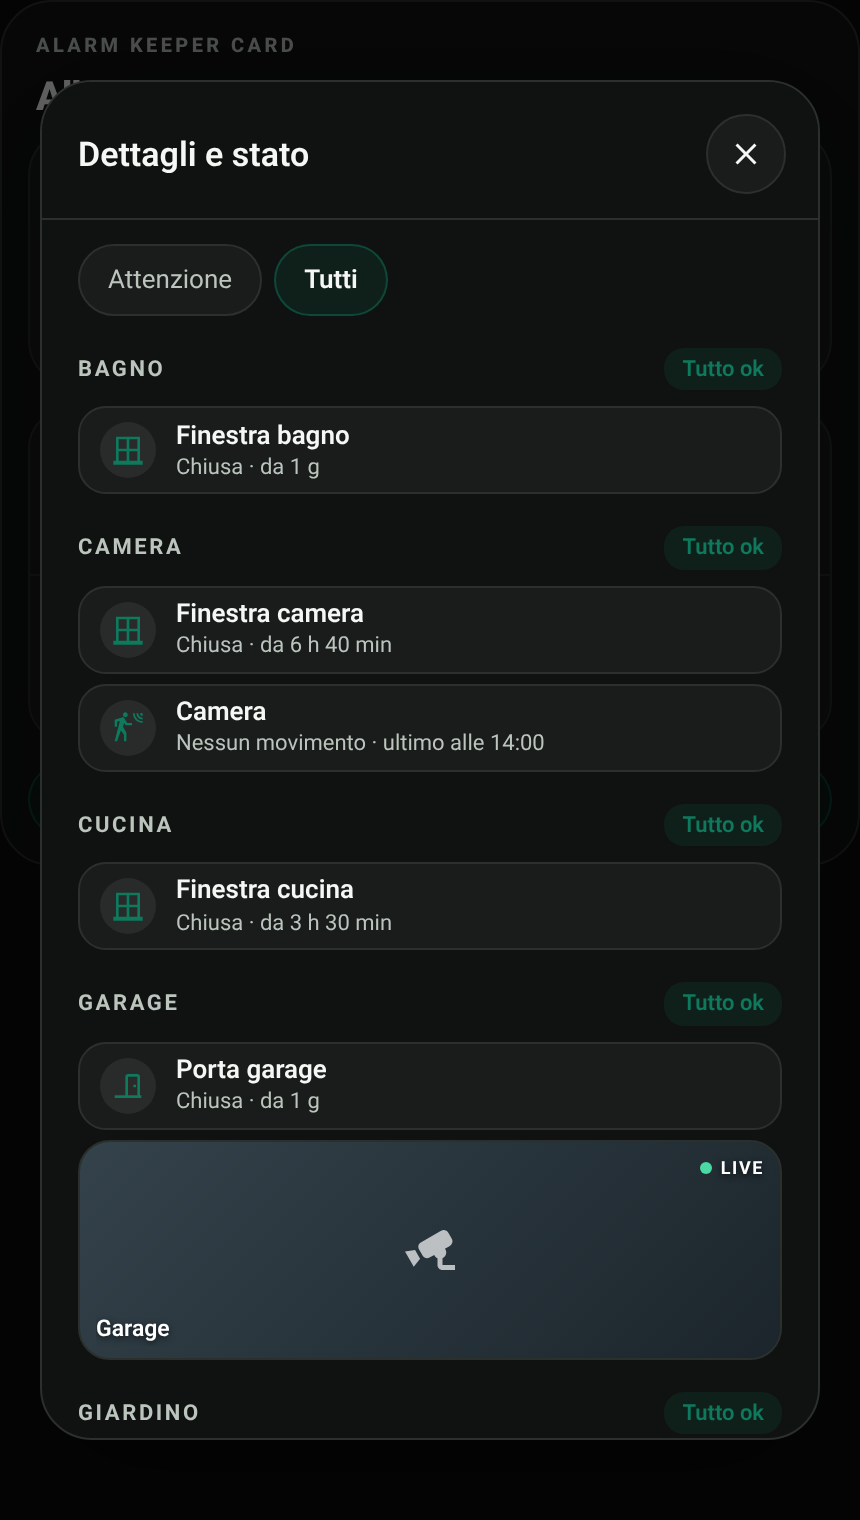 ALARM KEEPER CARD
Dettagli e stato
Attenzione
Tutti
BAGNO
Tutto ok
Finestra bagno
Chiusa · da 1 g
CAMERA
Tutto ok
Finestra camera
Chiusa · da 6 h 40 min
Camera
Nessun movimento · ultimo alle 14:00
CUCINA
Tutto ok
Finestra cucina
Chiusa · da 3 h 30 min
GARAGE
Tutto ok
Porta garage
Chiusa · da 1 g
LIVE
Garage
GIARDINO
Tutto ok